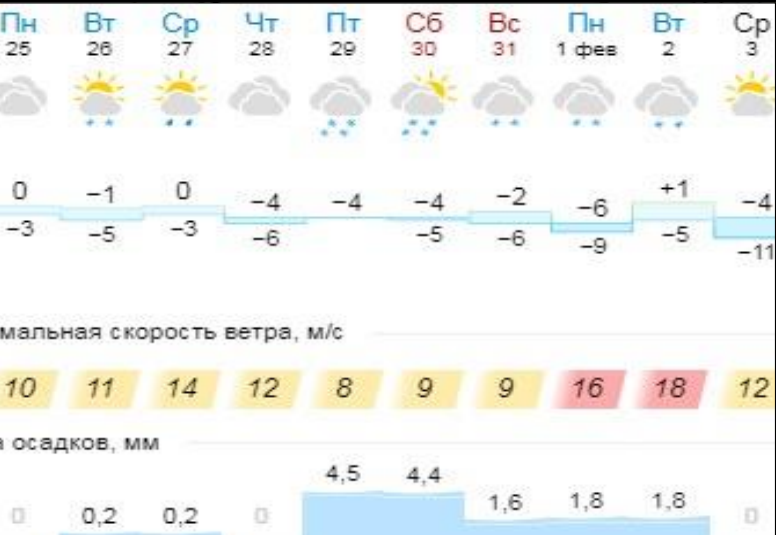 Пн Вт Ср Чт Пт Сб Вс Пн Вт Ср
25 26 27 28 29 30 31 1 фев 2 3
0 −1 0 −4 −4 −4 −2 −6 +1 −4
−3 −5 −3 −6 −5 −6 −9 −5 −11
мальная скорость ветра, м/с
10 11 14 12 8 9 9 16 18 12
а осадков, мм
4,5 4,4
0 0,2 0,2 0 1,6 1,8 1,8 0